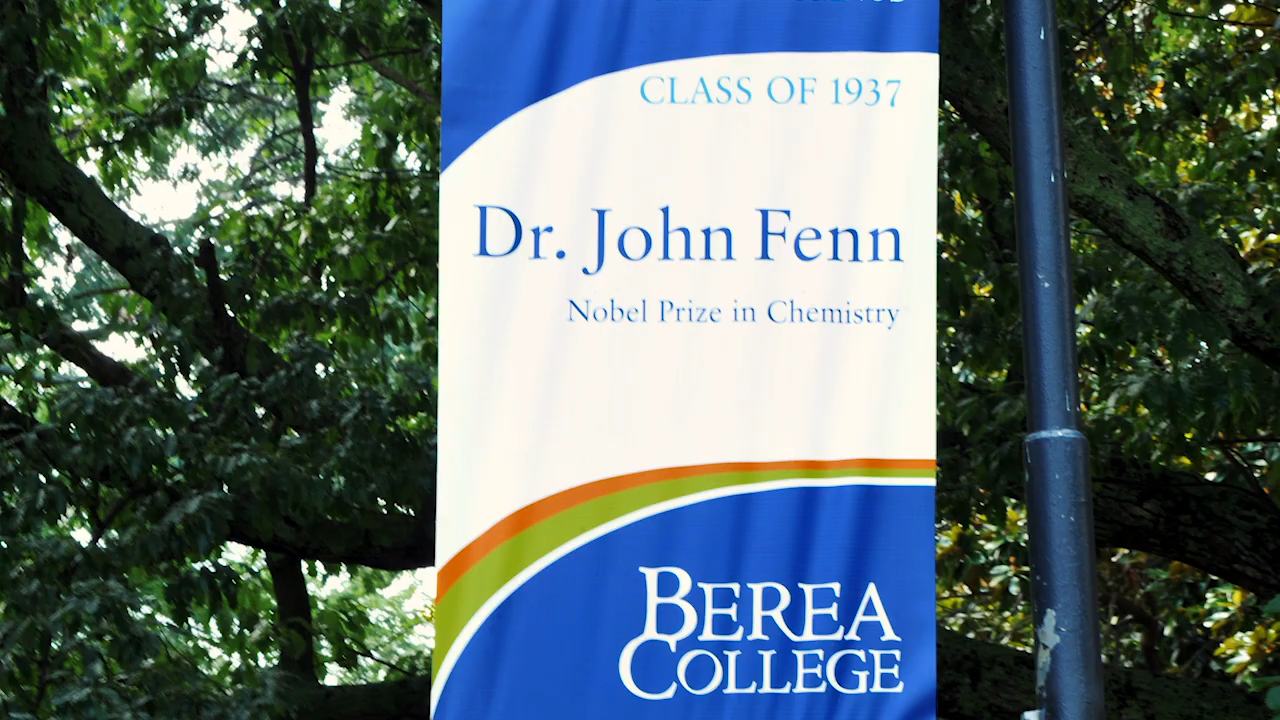 CLASS OF 1937
Dr. John Fenn
Nobel Prize in Chemistry
BEREA
COLLEGE